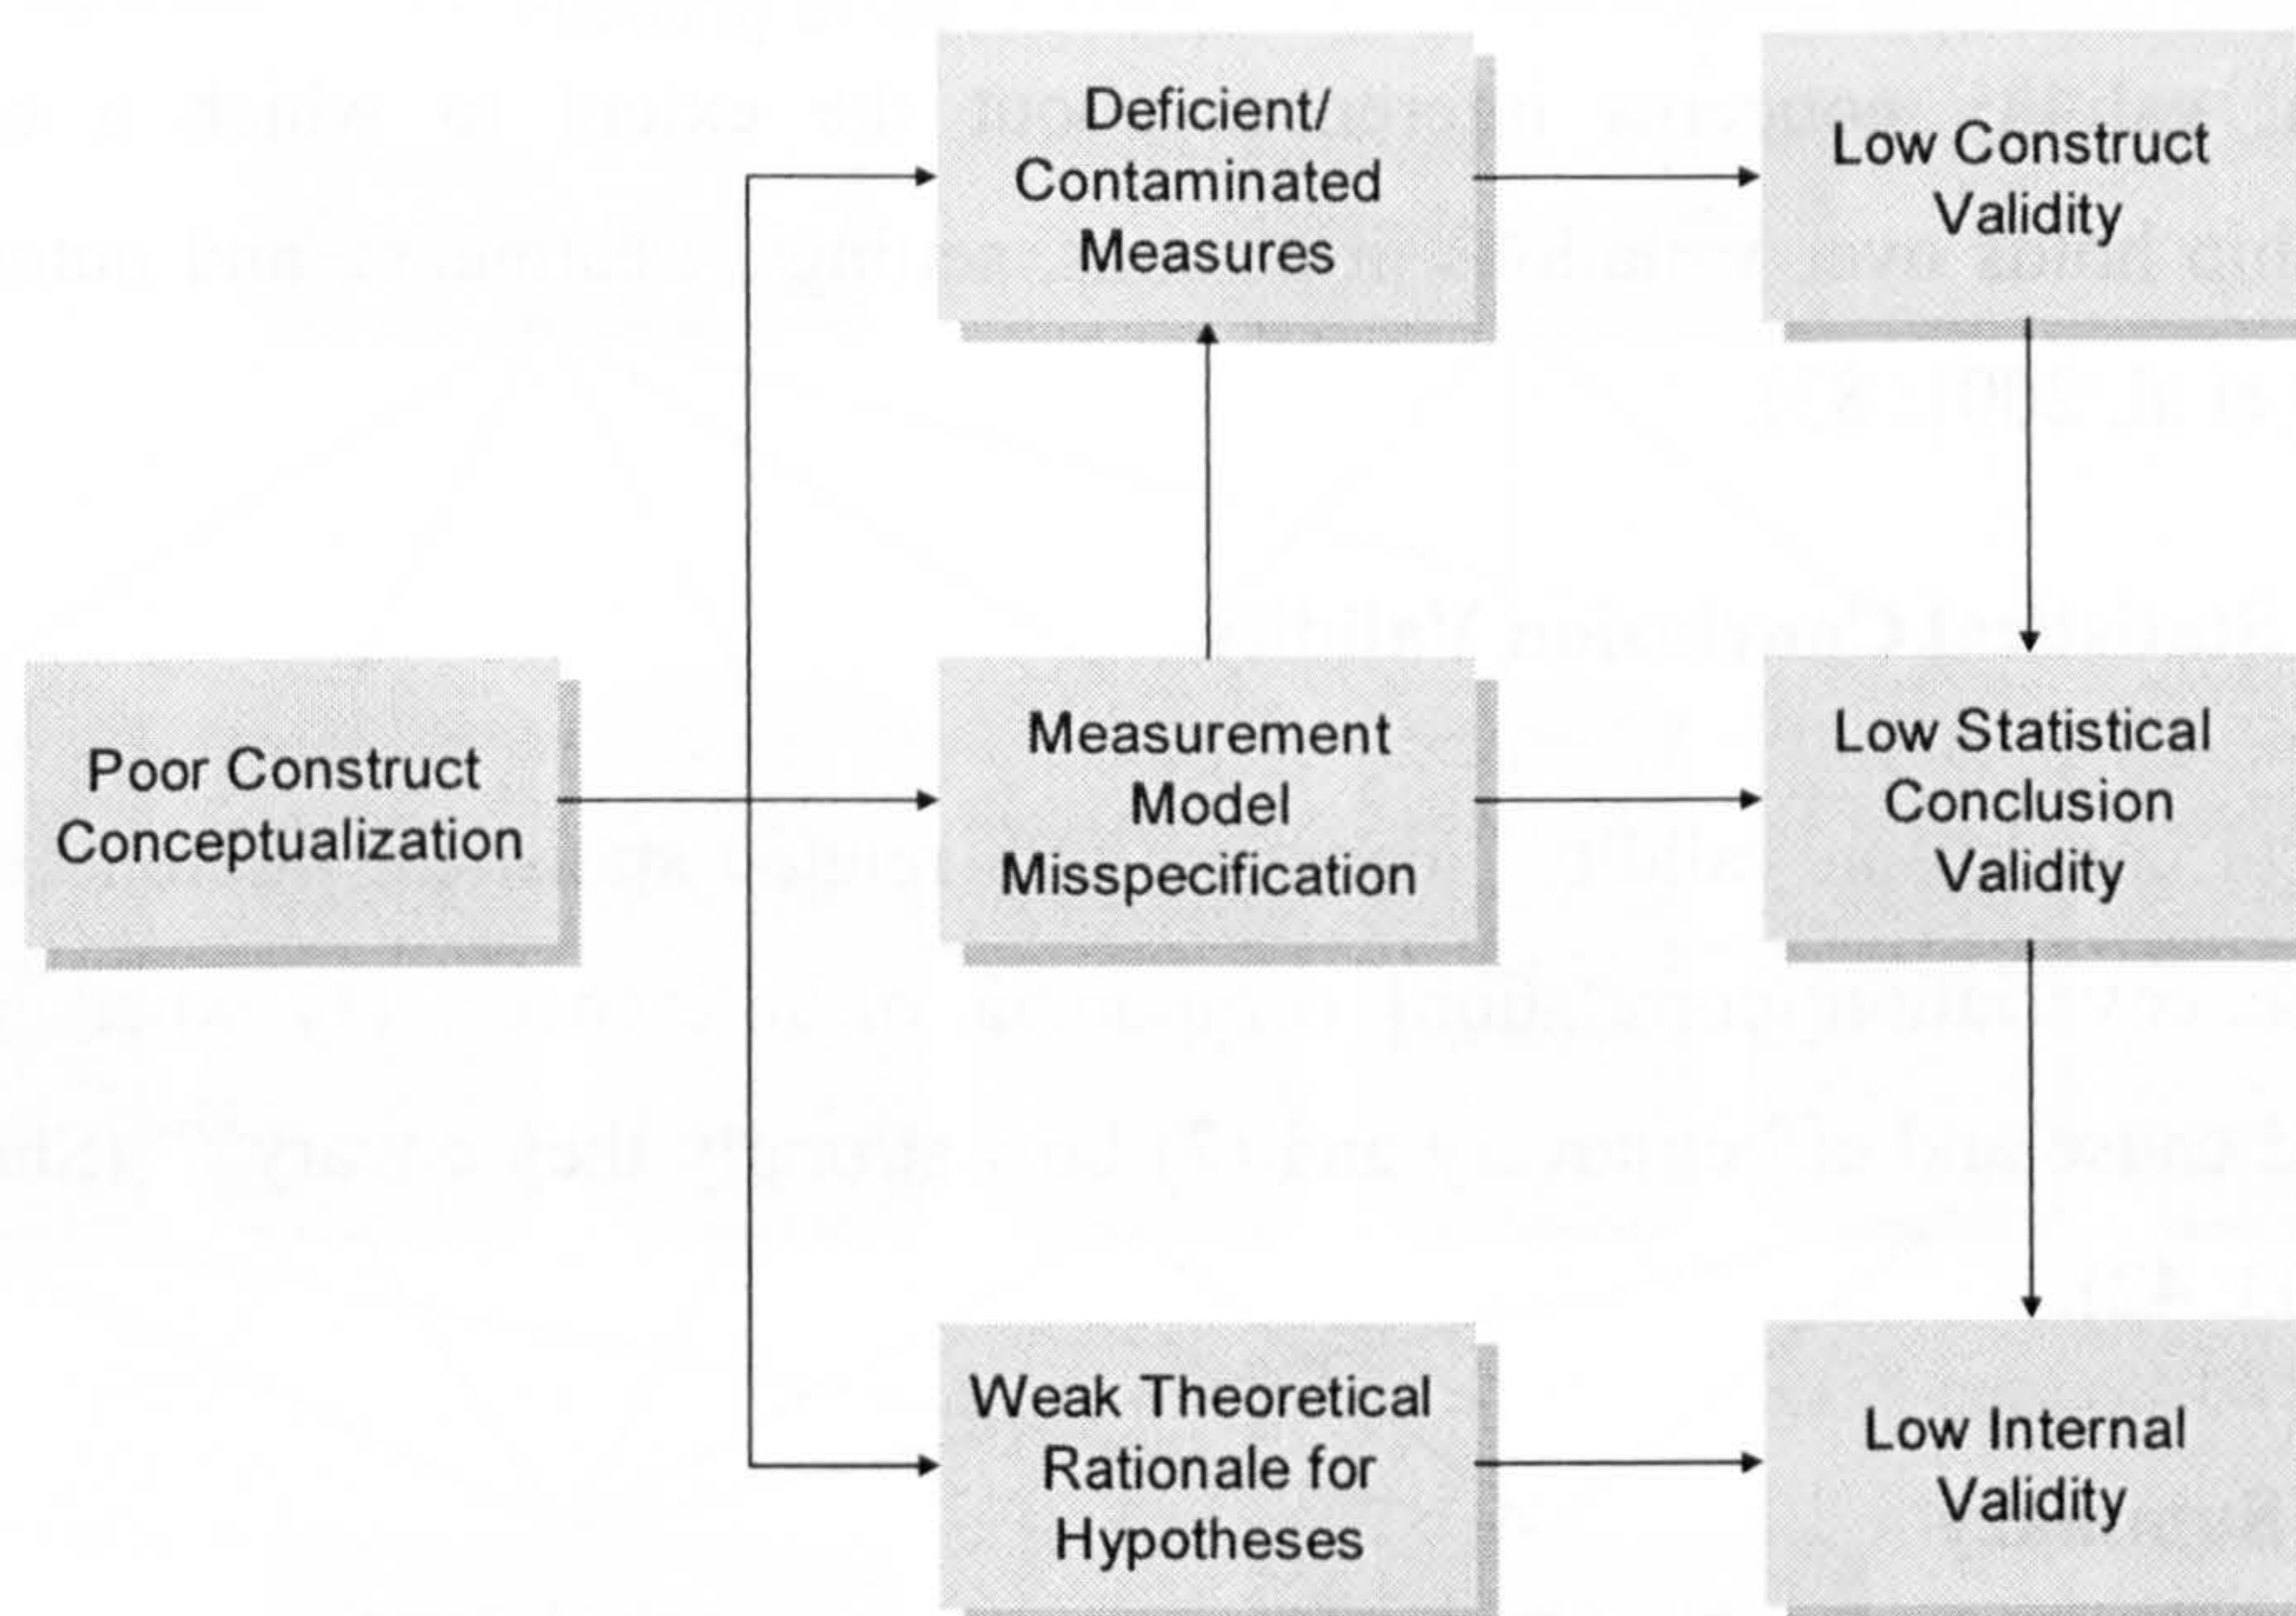 Deficient/
Contaminated
Measures
Low Construct
Validity
Poor Construct
Conceptualization
Measurement
Model
Misspecification
Low Statistical
Conclusion
Validity
Weak Theoretical
Rationale for
Hypotheses
Low Internal
Validity